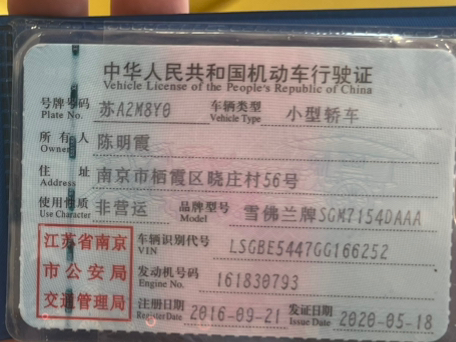 中华人民共和国机动车行驶证
Vehicle License of the People's Republic of China
号牌号码 Plate No. 苏A2M8Y0 车辆类型 Vehicle Type 小型轿车
所有人 Owner 陈明霞
住址 Address 南京市栖霞区晓庄村56号
使用性质 Use Character 非营运 品牌型号 Model 雪佛兰牌SGM7154DAAA
江苏省南京市公安局交通管理局
车辆识别代号 VIN LSGBE5447GG166252
发动机号码 Engine No. 161830793
注册日期 Register Date 2016-09-21 发证日期 Issue Date 2020-05-18